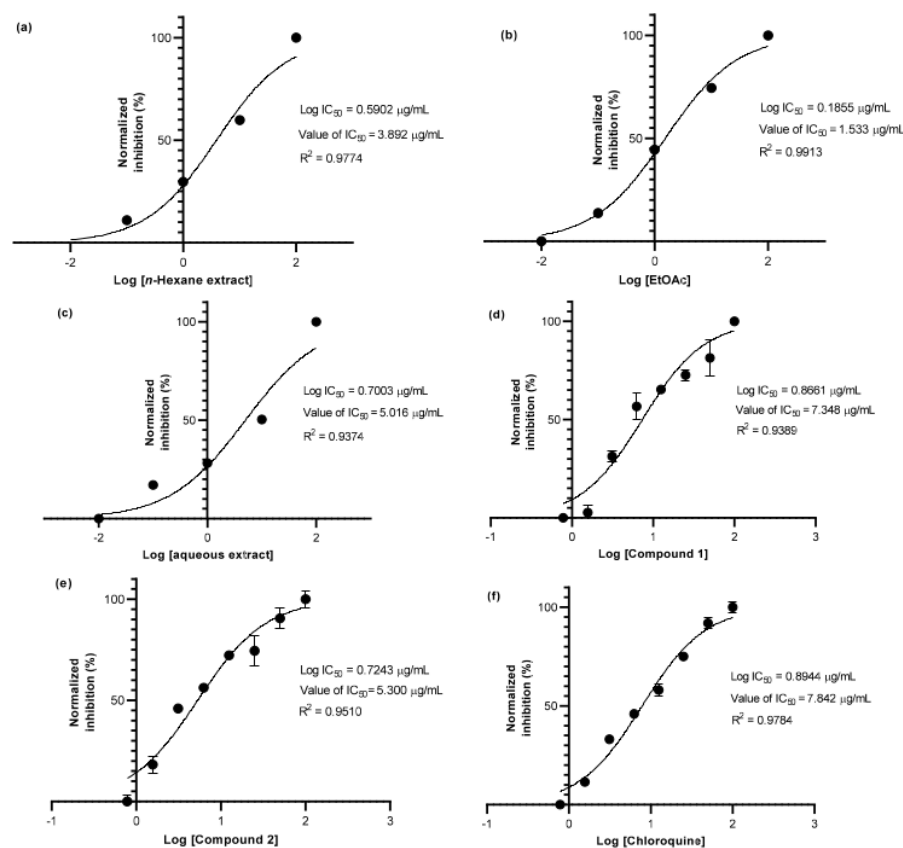 (a)
100
50
Normalized
inhibition (%)
Log IC50 = 0.5902 µg/mL
Value of IC50 = 3.892 µg/mL
R2 = 0.9774
-2
0
2
Log [n-Hexane extract]
(b)
100
50
Normalized
inhibition (%)
Log IC50 = 0.1855 µg/mL
Value of IC50 = 1.533 µg/mL
R2 = 0.9913
-2
0
2
Log [EtOAc]
(c)
100
50
Normalized
inhibition (%)
Log IC50 = 0.7003 µg/mL
Value of IC50 = 5.016 µg/mL
R2 = 0.9374
-2
0
2
Log [aqueous extract]
(d)
100
50
Normalized
inhibition (%)
Log IC50 = 0.8661 µg/mL
Value of IC50 = 7.348 µg/mL
R2 = 0.9389
-1
0
1
2
3
Log [Compound 1]
(e)
100
50
Normalized
inhibition (%)
Log IC50 = 0.7243 µg/mL
Value of IC50 = 5.300 µg/mL
R2 = 0.9510
-1
0
1
2
3
Log [Compound 2]
(f)
100
50
Normalized
inhibition (%)
Log IC50 = 0.8944 µg/mL
Value of IC50 = 7.842 µg/mL
R2 = 0.9784
-1
0
1
2
3
Log [Chloroquine]